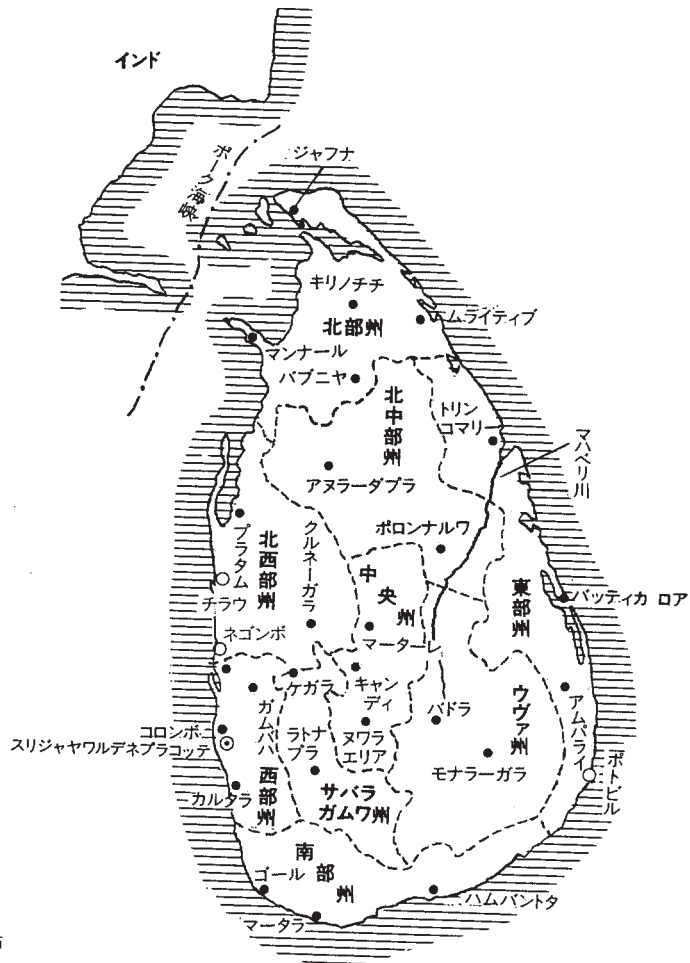 インド
ポーク海峡
ジャフナ
キリノチチ
北部州
ムライティブ
マンナール
バブニヤ
北中部州
トリンコマリー
マハベリ川
アヌラーダプラ
ポロンナルワ
プラタム
北西部州
クルネーガラ
中央州
チラウ
東部州
バッティカロア
ネゴンボ
マータレ
ケガラ
キャンディ
ウヴァ州
ガムパハ
バドラ
アムパライ
コロンボ
スリジャヤワルデネプラコッテ
ラトナプラ
ヌワラエリア
モナラーガラ
ポトビル
カルタラ
西部州
サバラガムワ州
南部州
ゴール
ハムバントタ
マータラ